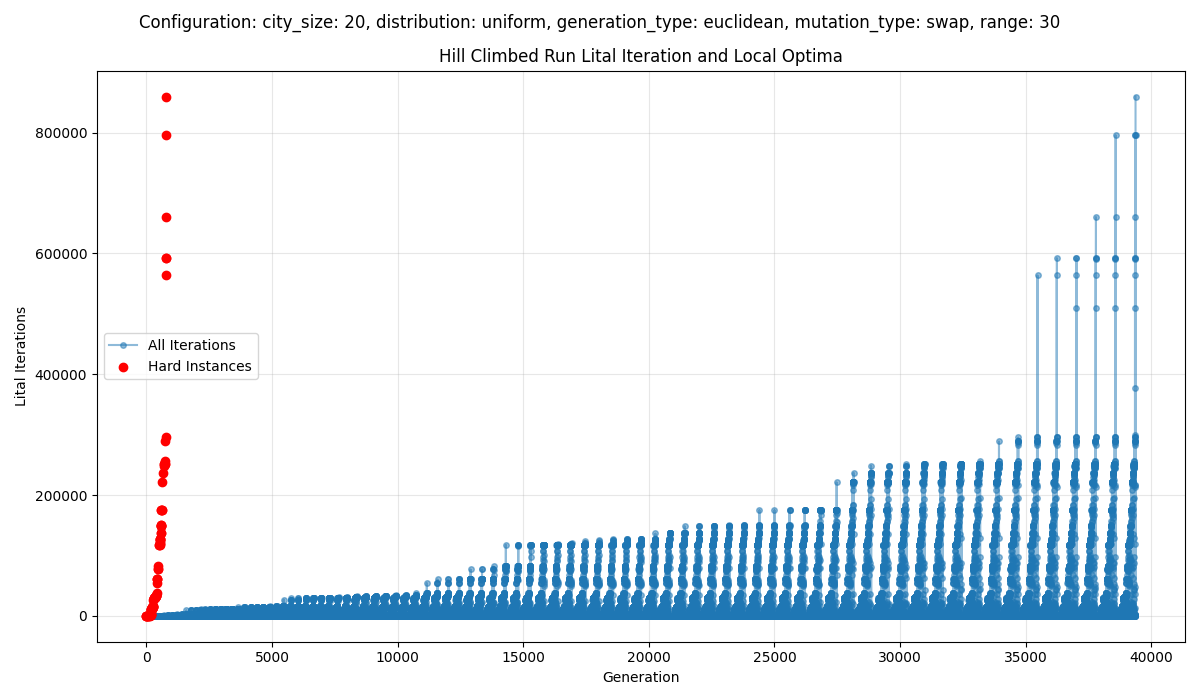 Configuration: city_size: 20, distribution: uniform, generation_type: euclidean, mutation_type: swap, range: 30
Hill Climbed Run Lital Iteration and Local Optima
800000
600000
400000
200000
0
Lital Iterations
All Iterations
Hard Instances
0 5000 10000 15000 20000 25000 30000 35000 40000
Generation